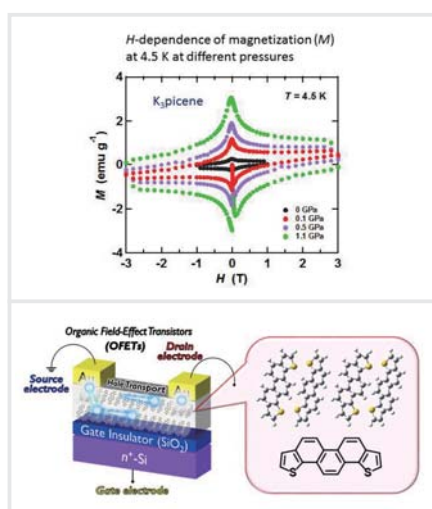 H-dependence of magnetization (M)
at 4.5 K at different pressures
K₃picene
T = 4.5 K
M (emu g⁻¹)
4
2
0
-2
-4
0 GPa
0.1 GPa
0.5 GPa
1.1 GPa
-3 -2 -1 0 1 2 3
H (T)
Organic Field-Effect Transistors
(OFETs)
Drain
electrode
Source
electrode
Hole Transport
Gate Insulator (SiO₂)
n⁺-Si
Gate electrode
S S